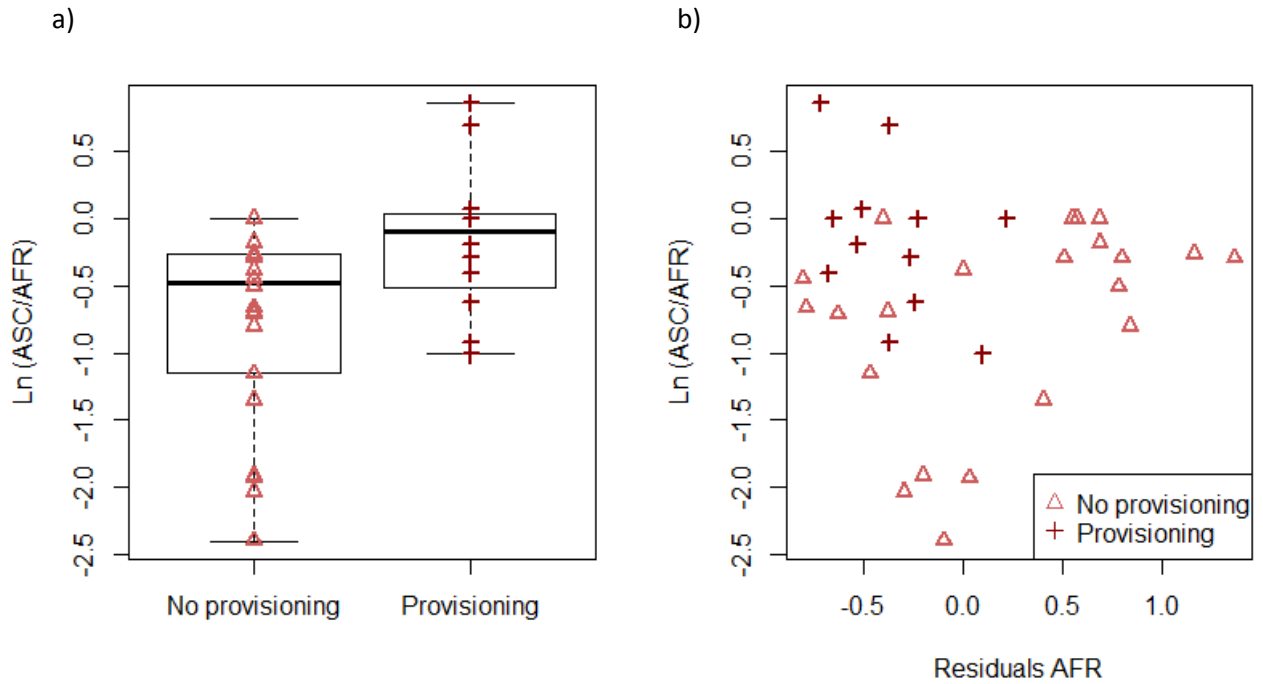 a)
Ln (ASC/AFR)
0.5
0.0
-0.5
-1.0
-1.5
-2.0
-2.5
No provisioning
Provisioning
b)
Ln (ASC/AFR)
0.5
0.0
-0.5
-1.0
-1.5
-2.0
-2.5
No provisioning
Provisioning
-0.5
0.0
0.5
1.0
Residuals AFR